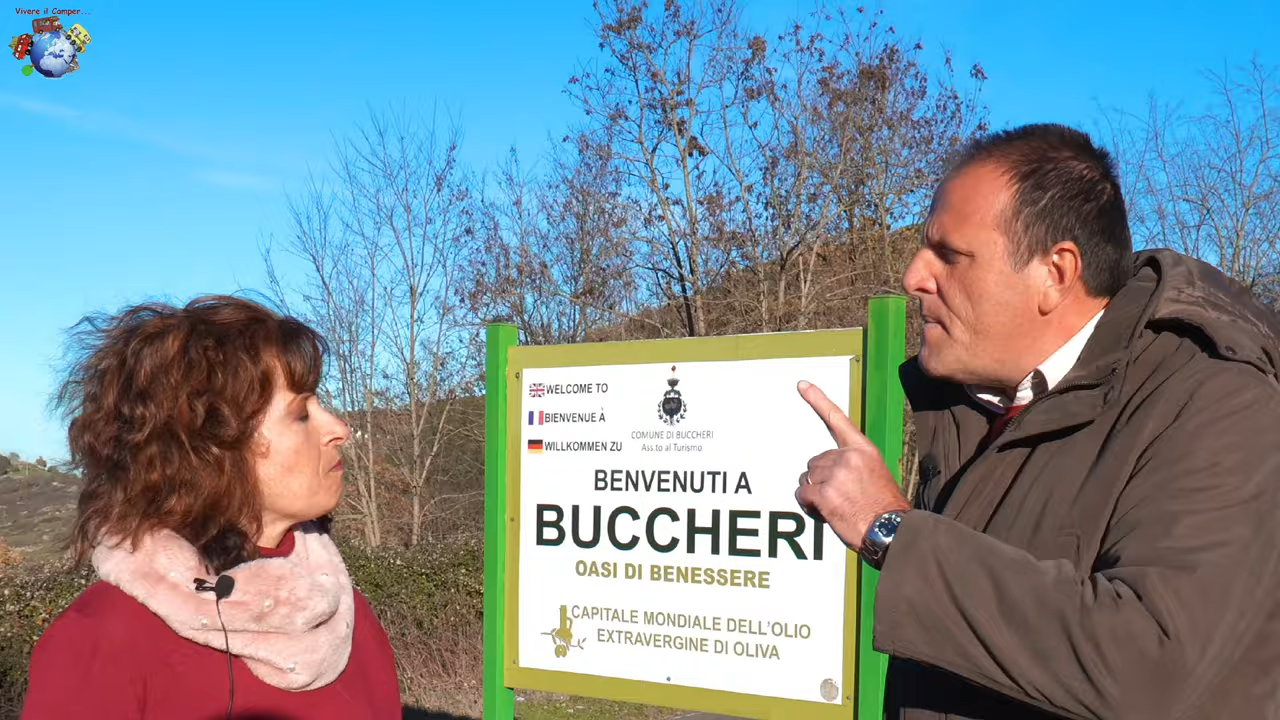 Vivere il Camper...
WELCOME TO
BIENVENUE À
WILLKOMMEN ZU
COMUNE DI BUCCHERI
Ass.to al Turismo
BENVENUTI A
BUCCHERI
OASI DI BENESSERE
CAPITALE MONDIALE DELL'OLIO
EXTRAVERGINE DI OLIVA